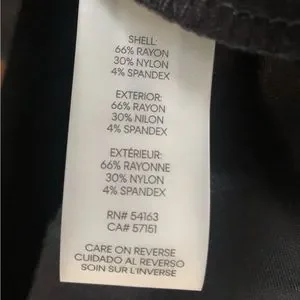 SHELL:
66% RAYON
30% NYLON
4% SPANDEX
EXTERIOR:
66% RAYON
30% NILON
4% SPANDEX
EXTÉRIEUR:
66% RAYONNE
30% NYLON
4% SPANDEX
RN# 54163
CA# 57151
CARE ON REVERSE
CUIDADO AL REVERSO
SOIN SUR L'INVERSE